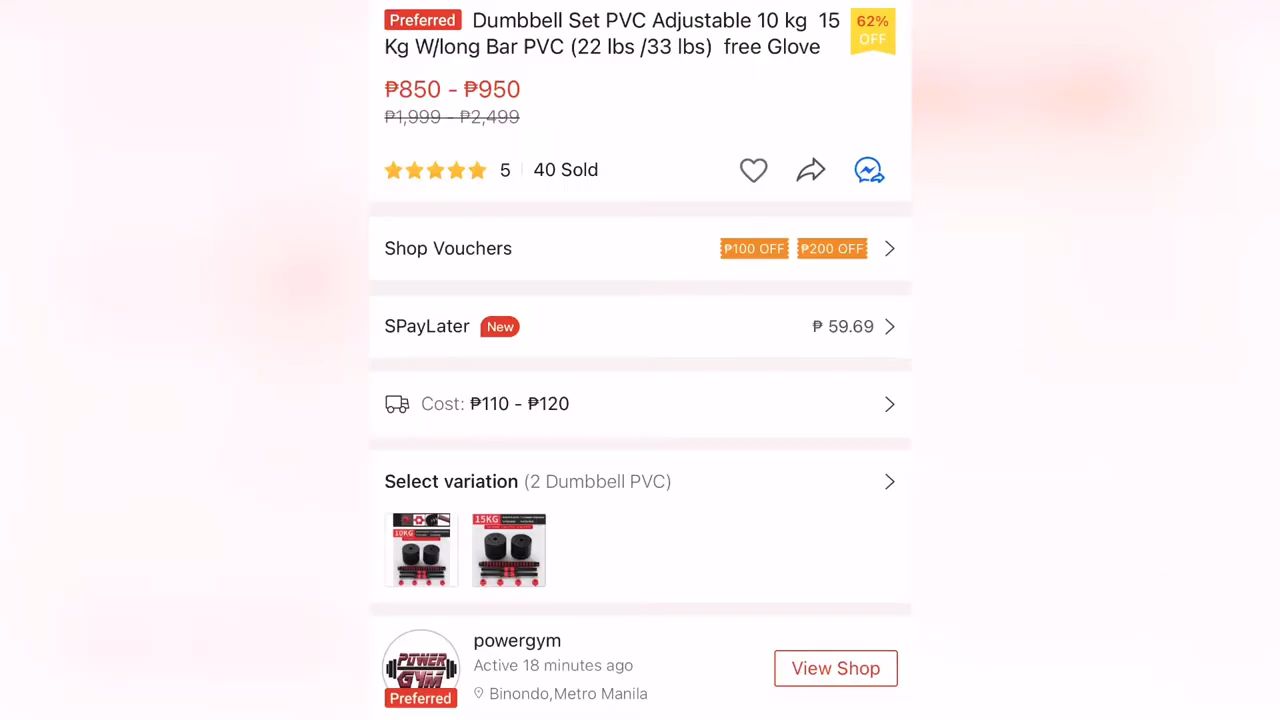 Preferred Dumbbell Set PVC Adjustable 10 kg 15
Kg W/long Bar PVC (22 lbs /33 lbs) free Glove
62%
OFF
₱850 - ₱950
₱1,999 - ₱2,499
5 40 Sold
Shop Vouchers ₱100 OFF ₱200 OFF
SPayLater New ₱ 59.69
Cost: ₱110 - ₱120
Select variation (2 Dumbbell PVC)
10KG
15KG
powergym
Active 18 minutes ago
Binondo,Metro Manila
POWER
GYM
Preferred
View Shop